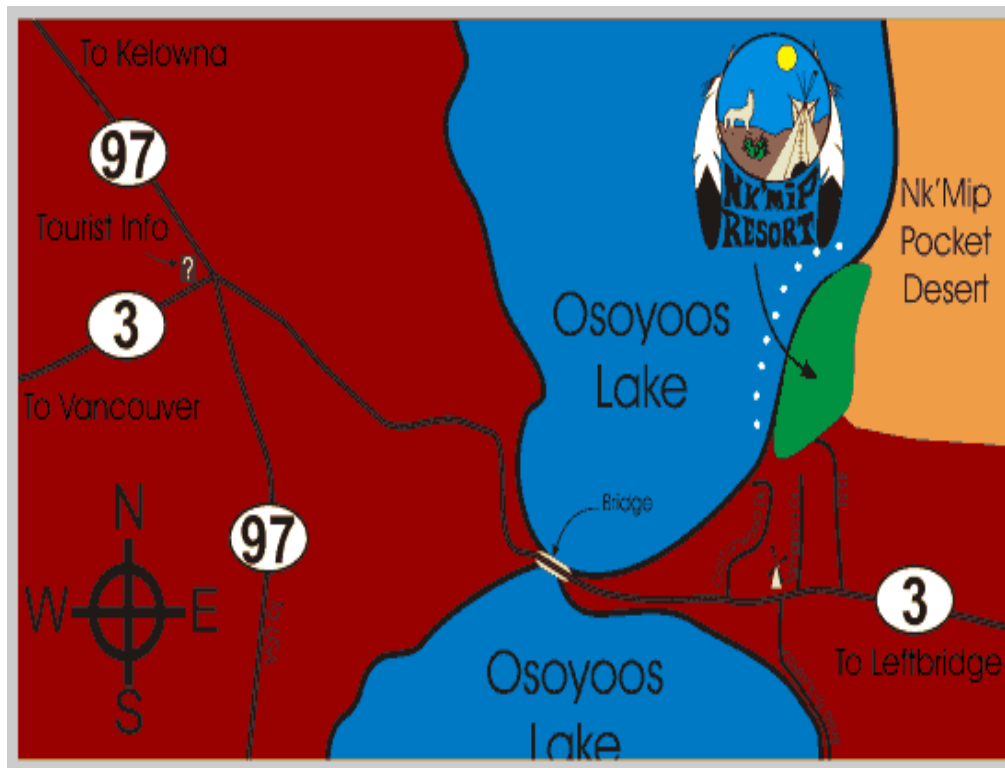 To Kelowna
97
Tourist Info
?
3
To Vancouver
N
W
E
S
97
NK'MIP
RESORT
Nk'Mip
Pocket
Desert
Osoyoos
Lake
Bridge
3
To Leftbridge
Osoyoos
Lake